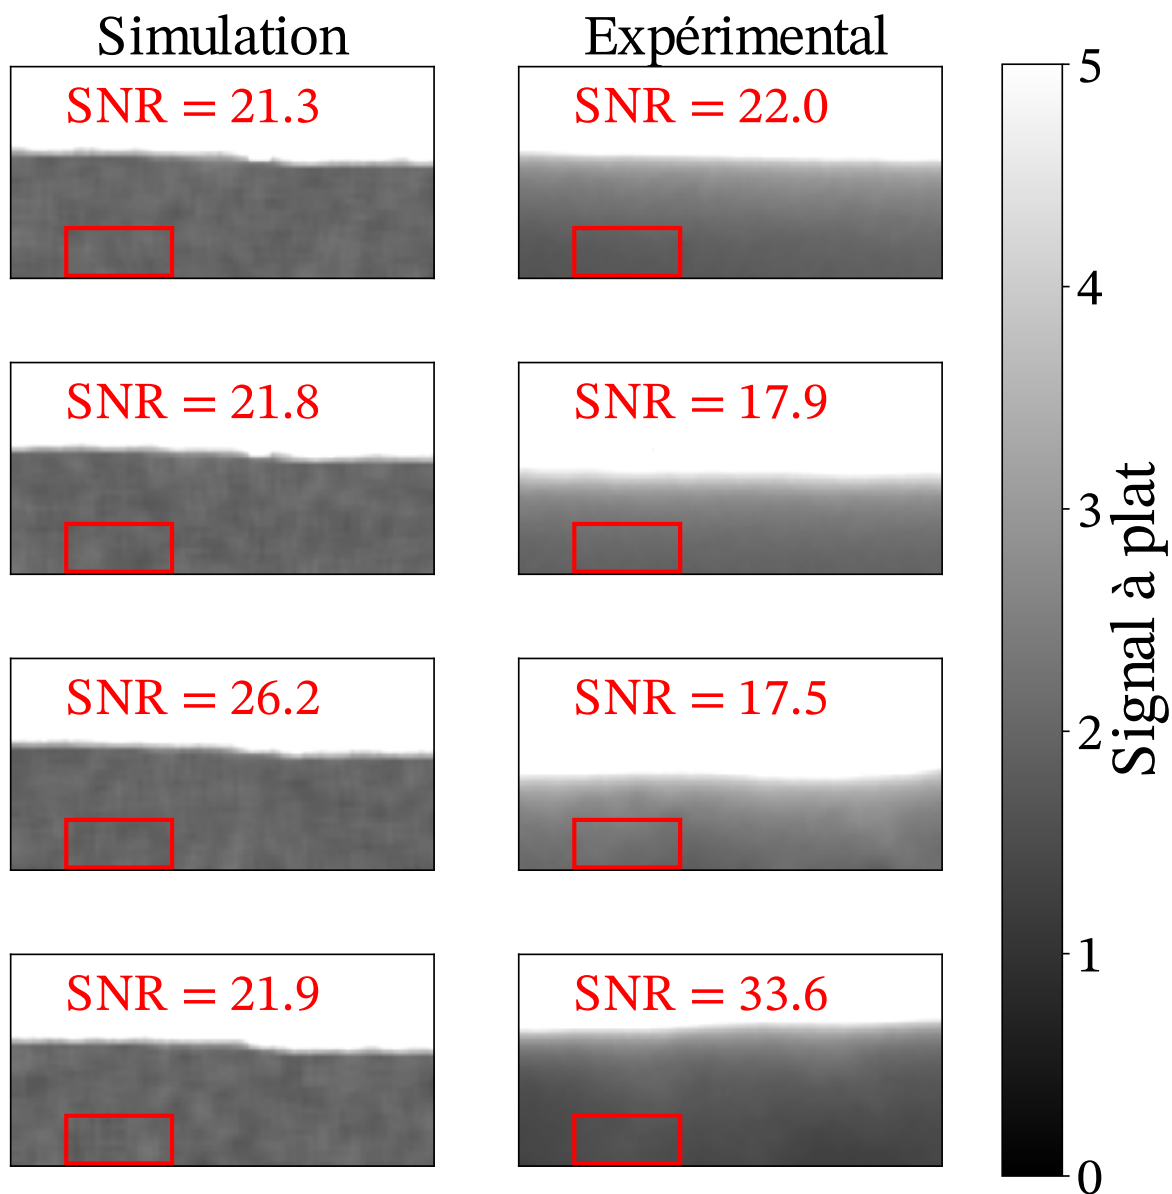 Simulation
Expérimental
SNR = 21.3
SNR = 22.0
SNR = 21.8
SNR = 17.9
SNR = 26.2
SNR = 17.5
SNR = 21.9
SNR = 33.6
5
4
3
2
1
0
Signal à plat